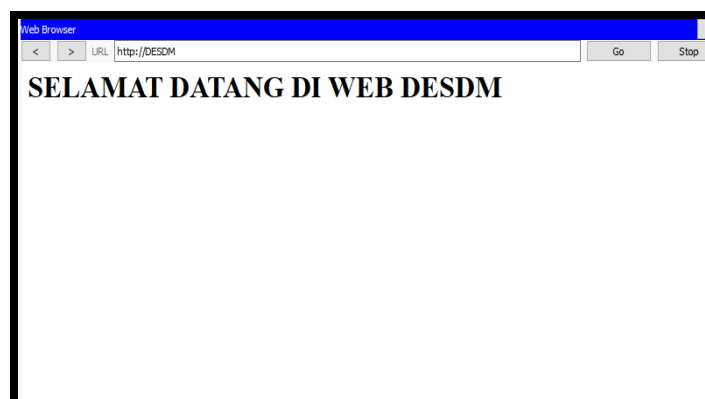 Web Browser
< > URL http://DESDM Go Stop
SELAMAT DATANG DI WEB DESDM